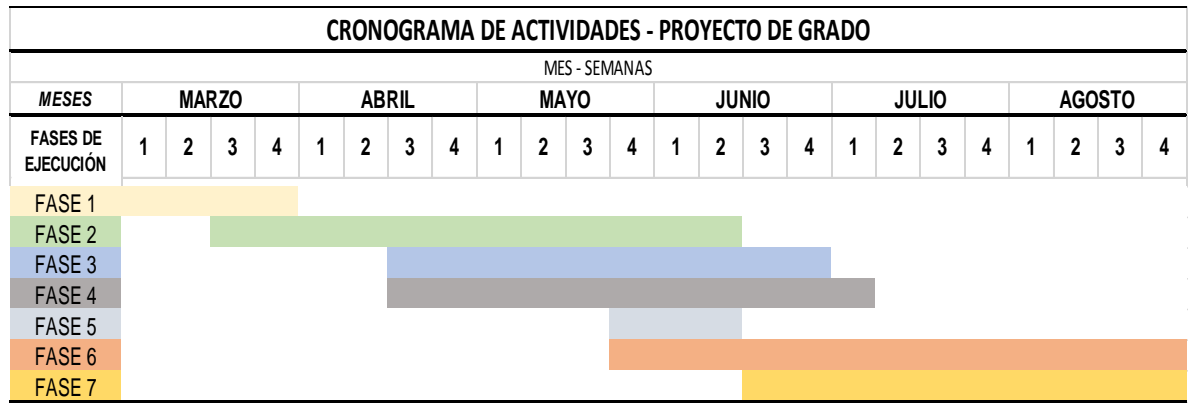 CRONOGRAMA DE ACTIVIDADES - PROYECTO DE GRADO
MES - SEMANAS
MESES MARZO ABRIL MAYO JUNIO JULIO AGOSTO
FASES DE EJECUCIÓN 1 2 3 4 1 2 3 4 1 2 3 4 1 2 3 4 1 2 3 4 1 2 3 4
FASE 1
FASE 2
FASE 3
FASE 4
FASE 5
FASE 6
FASE 7